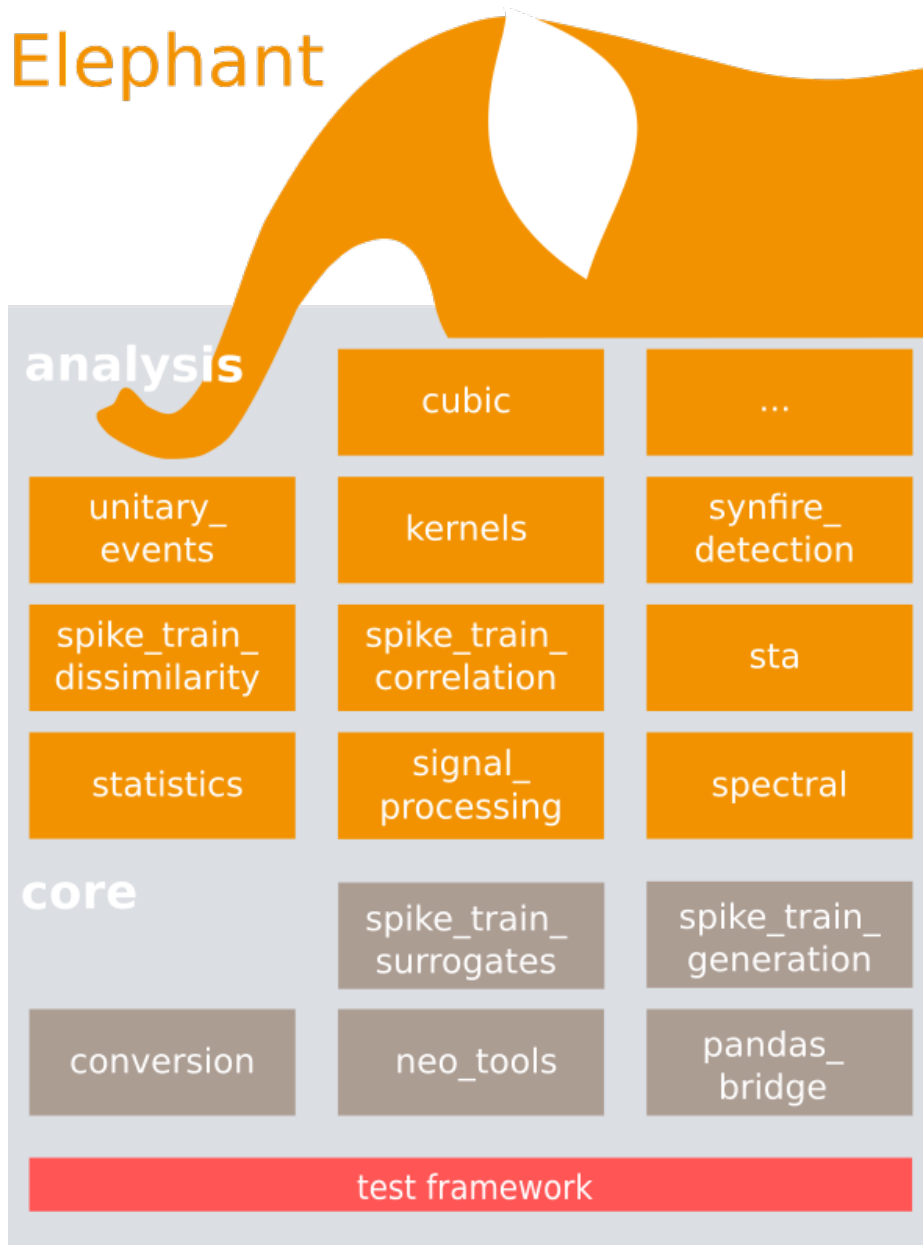 Elephant
analysis
cubic
...
unitary_
events
kernels
synfire_
detection
spike_train_
dissimilarity
spike_train_
correlation
sta
statistics
signal_
processing
spectral
core
spike_train_
surrogates
spike_train_
generation
conversion
neo_tools
pandas_
bridge
test framework